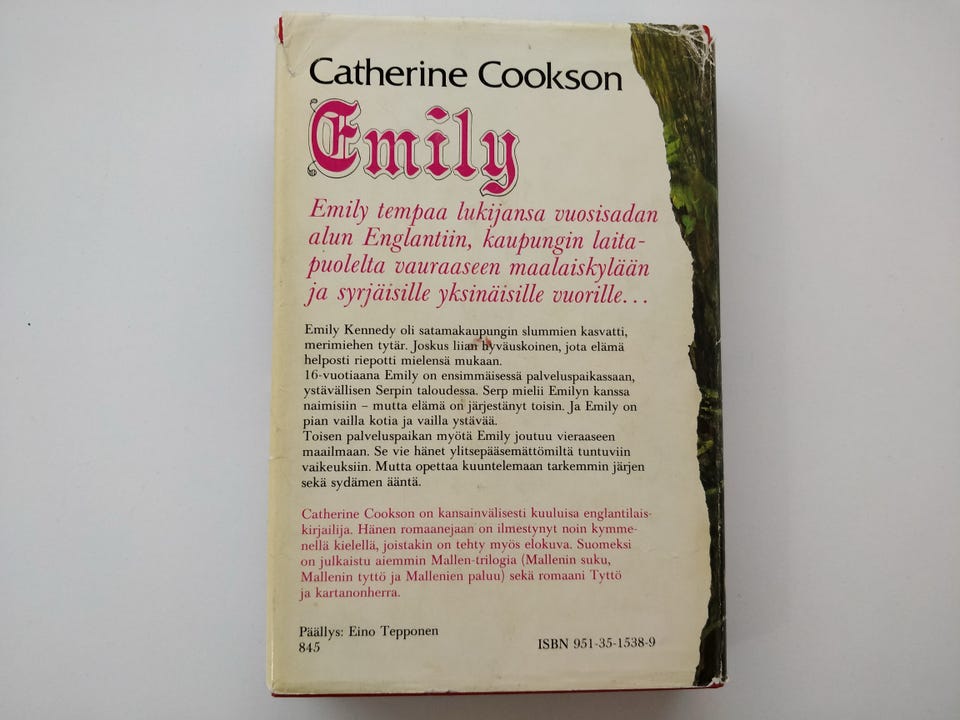 Catherine Cookson
Emily
Emily tempaa lukijansa vuosisadan
alun Englantiin, kaupungin laita-
puolelta vauraaseen maalaiskylään
ja syrjäisille yksinäisille vuorille...
Emily Kennedy oli satamakaupungin slummien kasvatti,
merimiehen tytär. Joskus liian hyväuskoinen, jota elämä
helposti riepotti mielensä mukaan.
16-vuotiaana Emily on ensimmäisessä palveluspaikassaan,
ystävällisen Serpin taloudessa. Serp mielii Emilyn kanssa
naimisiin – mutta elämä on järjestänyt toisin. Ja Emily on
pian vailla kotia ja vailla ystävää.
Toisen palveluspaikan myötä Emily joutuu vieraaseen
maailmaan. Se vie hänet ylitsepääsemättömiltä tuntuviin
vaikeuksiin. Mutta opettaa kuuntelemaan tarkemmin järjen
sekä sydämen ääntä.
Catherine Cookson on kansainvälisesti kuuluisa englantilais-
kirjailija. Hänen romaanejaan on ilmestynyt noin kymme-
nellä kielellä, joistakin on tehty myös elokuva. Suomeksi
on julkaistu aiemmin Mallen-trilogia (Mallenin suku,
Mallenin tyttö ja Mallenien paluu) sekä romaani Tyttö
ja kartanonherra.
Päällys: Eino Tepponen
845
ISBN 951-35-1538-9